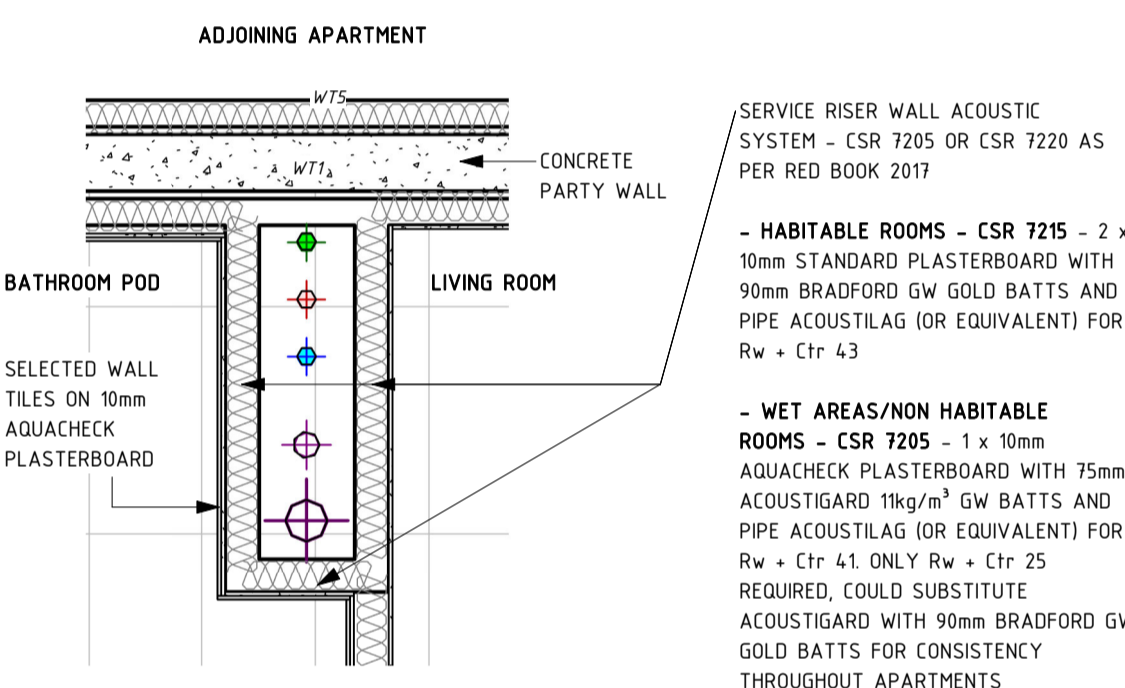 ADJOINING APARTMENT
WT5
WT1
CONCRETE
PARTY WALL
BATHROOM POD
LIVING ROOM
SELECTED WALL
TILES ON 10mm
AQUACHECK
PLASTERBOARD
SERVICE RISER WALL ACOUSTIC
SYSTEM - CSR 7205 OR CSR 7220 AS
PER RED BOOK 2017
- HABITABLE ROOMS - CSR 7215 - 2 x
10mm STANDARD PLASTERBOARD WITH
90mm BRADFORD GW GOLD BATTS AND
PIPE ACOUSTILAG (OR EQUIVALENT) FOR
Rw + Ctr 43
- WET AREAS/NON HABITABLE
ROOMS - CSR 7205 - 1 x 10mm
AQUACHECK PLASTERBOARD WITH 75mm
ACOUSTIGARD 11kg/m³ GW BATTS AND
PIPE ACOUSTILAG (OR EQUIVALENT) FOR
Rw + Ctr 41. ONLY Rw + Ctr 25
REQUIRED, COULD SUBSTITUTE
ACOUSTIGARD WITH 90mm BRADFORD GW
GOLD BATTS FOR CONSISTENCY
THROUGHOUT APARTMENTS